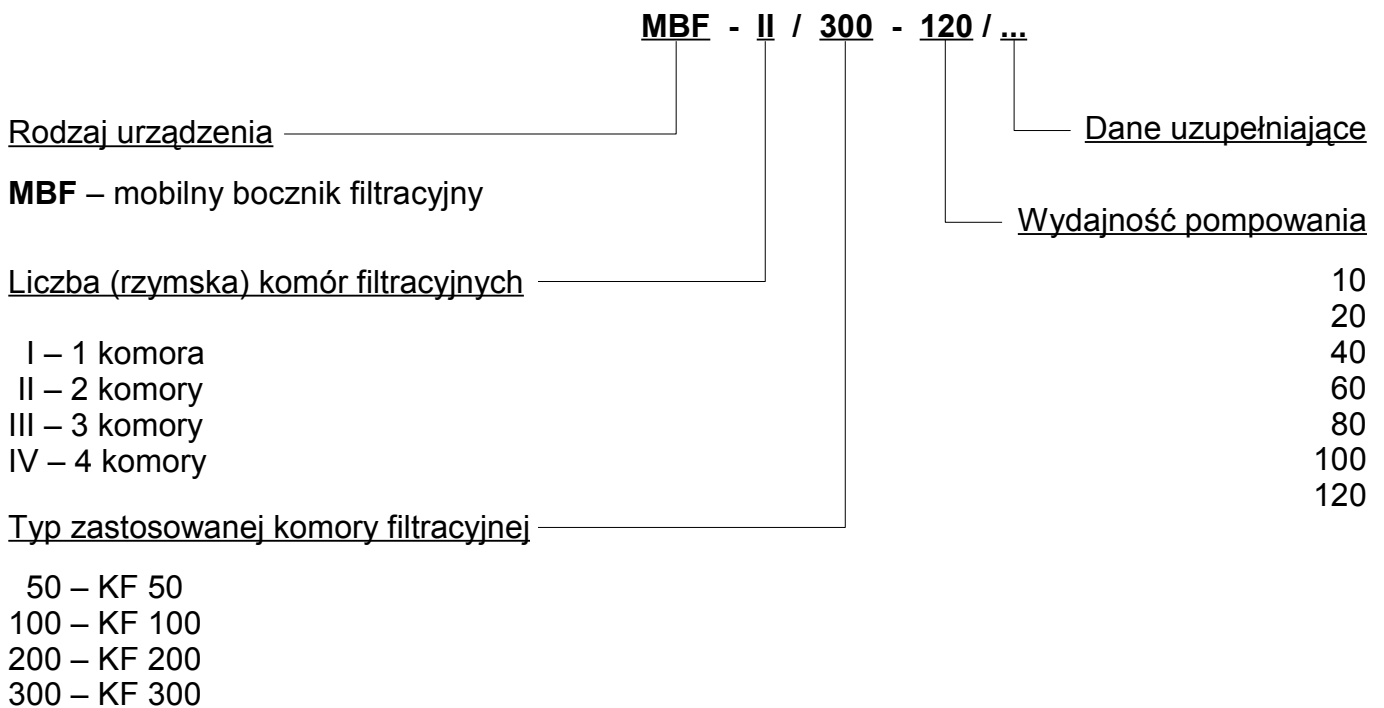 MBF - II / 300 - 120 / ...
Rodzaj urządzenia
MBF – mobilny bocznik filtracyjny
Liczba (rzymska) komór filtracyjnych
I – 1 komora
II – 2 komory
III – 3 komory
IV – 4 komory
Typ zastosowanej komory filtracyjnej
50 – KF 50
100 – KF 100
200 – KF 200
300 – KF 300
Dane uzupełniające
Wydajność pompowania
10
20
40
60
80
100
120